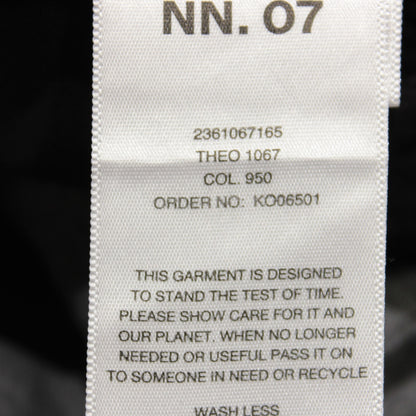 NN. 07
2361067165
THEO 1067
COL. 950
ORDER NO: KO06501
THIS GARMENT IS DESIGNED
TO STAND THE TEST OF TIME.
PLEASE SHOW CARE FOR IT AND
OUR PLANET. WHEN NO LONGER
NEEDED OR USEFUL PASS IT ON
TO SOMEONE IN NEED OR RECYCLE
WASH LESS